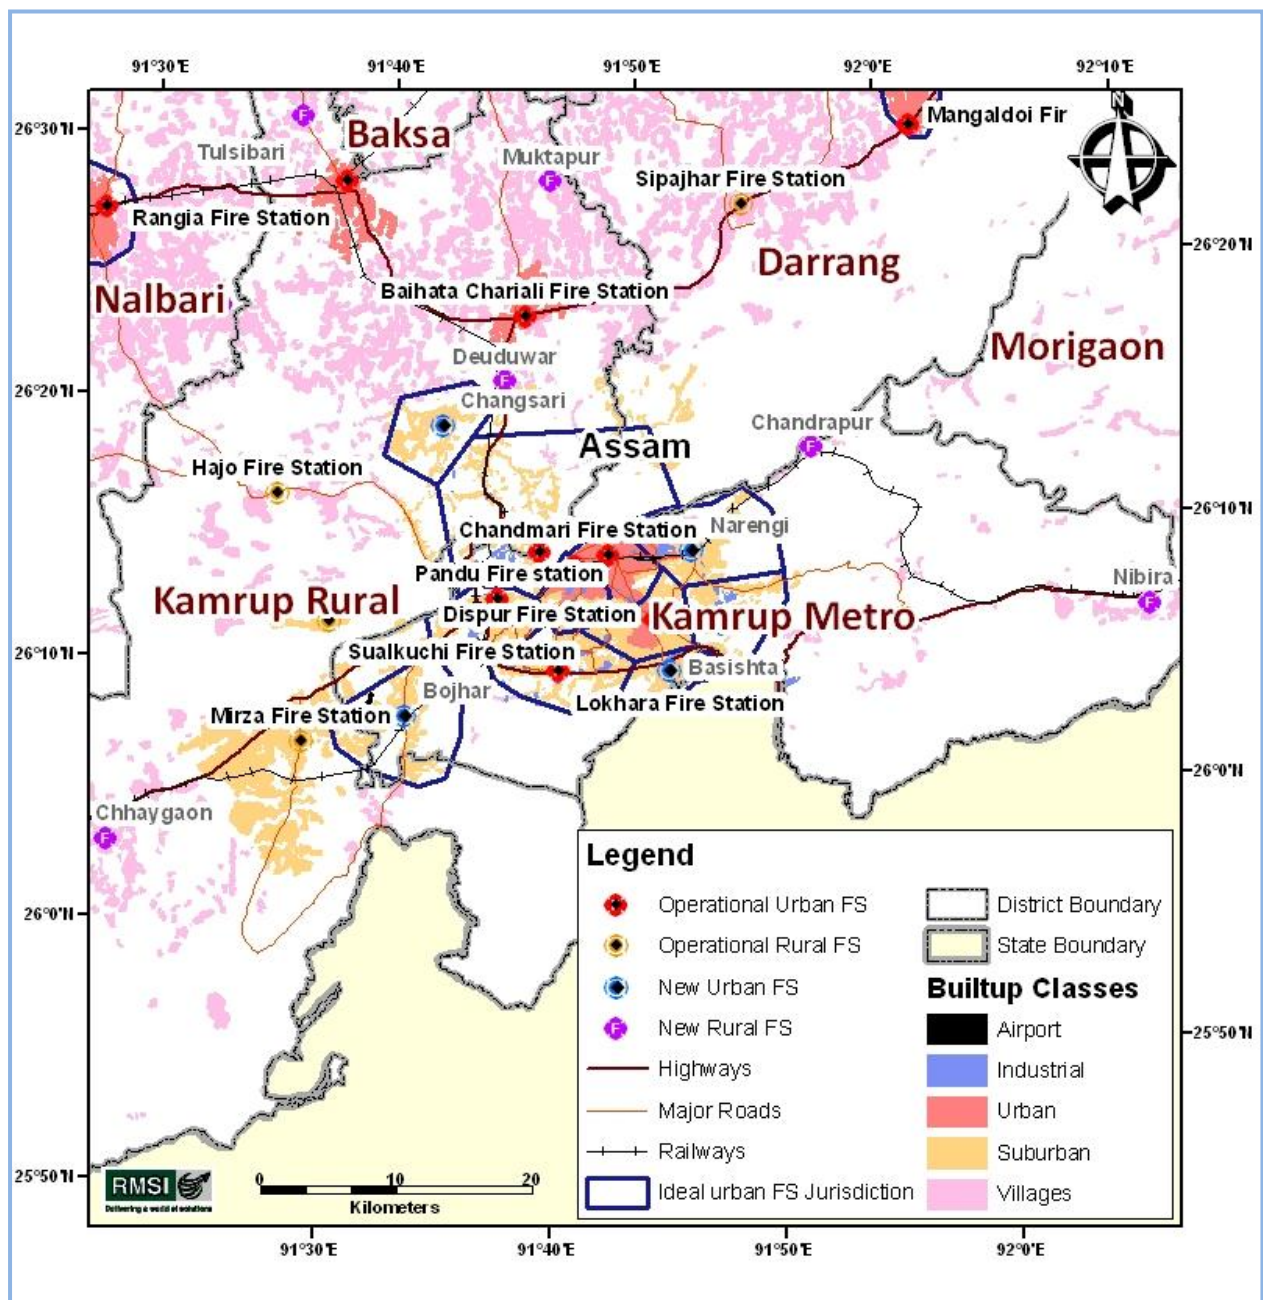 91°30'E 91°40'E 91°50'E 92°0'E 92°10'E
N
26°30'N
Mangaldoi Fir
Baksa
Tulsibari
Muktapur
Sipajhar Fire Station
F
F
Rangia Fire Station
26°20'N
Darrang
Nalbari
Baihata Chariali Fire Station
Morigaon
Deuduwar
F
26°20'N
Changsari
Chandrapur
Assam
F
Hajo Fire Station
26°10'N
Chandmari Fire Station
Narengi
Pandu Fire station
Nibira
F
Kamrup Rural
Dispur Fire Station
Kamrup Metro
26°10'N
Sualkuchi Fire Station
Basishta
Bojhar
Lokhara Fire Station
Mirza Fire Station
26°0'N
Chhaygaon
F
Legend
Operational Urban FS
District Boundary
26°0'N
Operational Rural FS
State Boundary
New Urban FS
Builtup Classes
F
New Rural FS
Airport
25°50'N
Highways
Industrial
Major Roads
Urban
Railways
Suburban
25°50'N
Ideal urban FS Jurisdiction
Villages
RMSI
Delivering a world of solutions
0 10 20
Kilometers
91°30'E 91°40'E 91°50'E 92°0'E